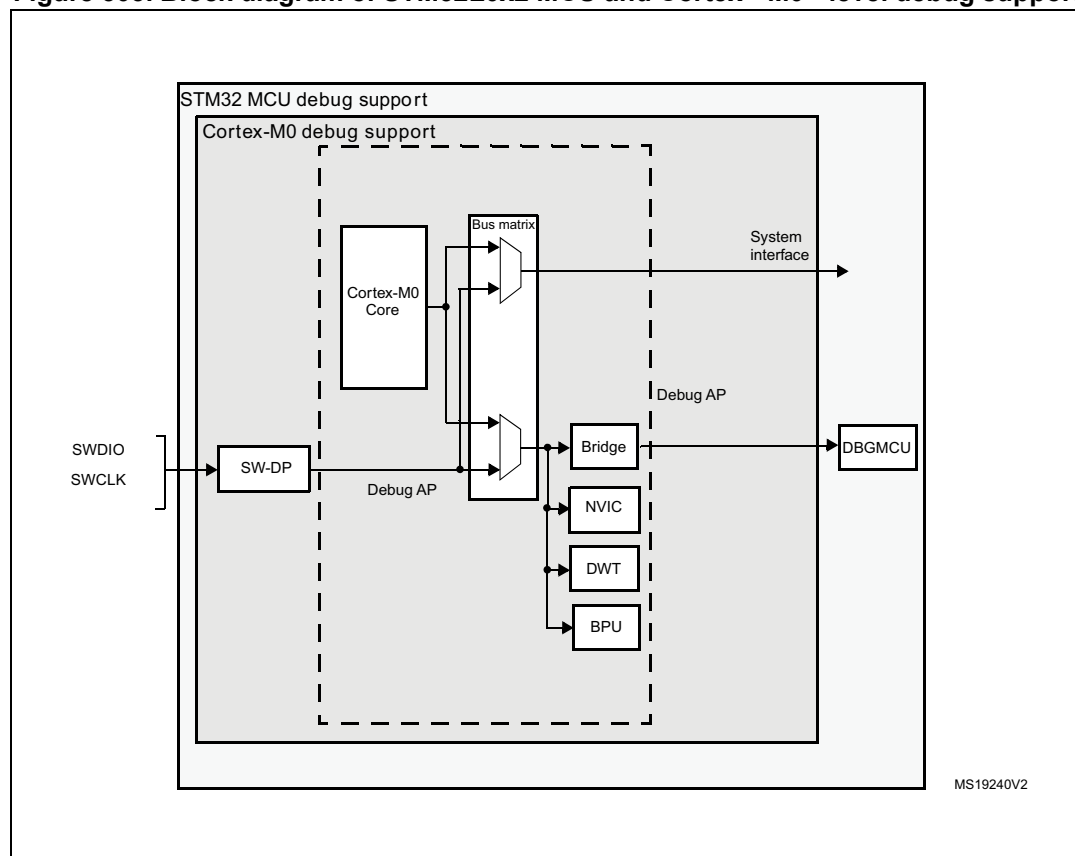 STM32 MCU debug support
Cortex-M0 debug support
Bus matrix
System
interface
Cortex-M0
Core
Debug AP
SWDIO
SWCLK
SW-DP
Debug AP
Bridge
DBGMCU
NVIC
DWT
BPU
MS19240V2